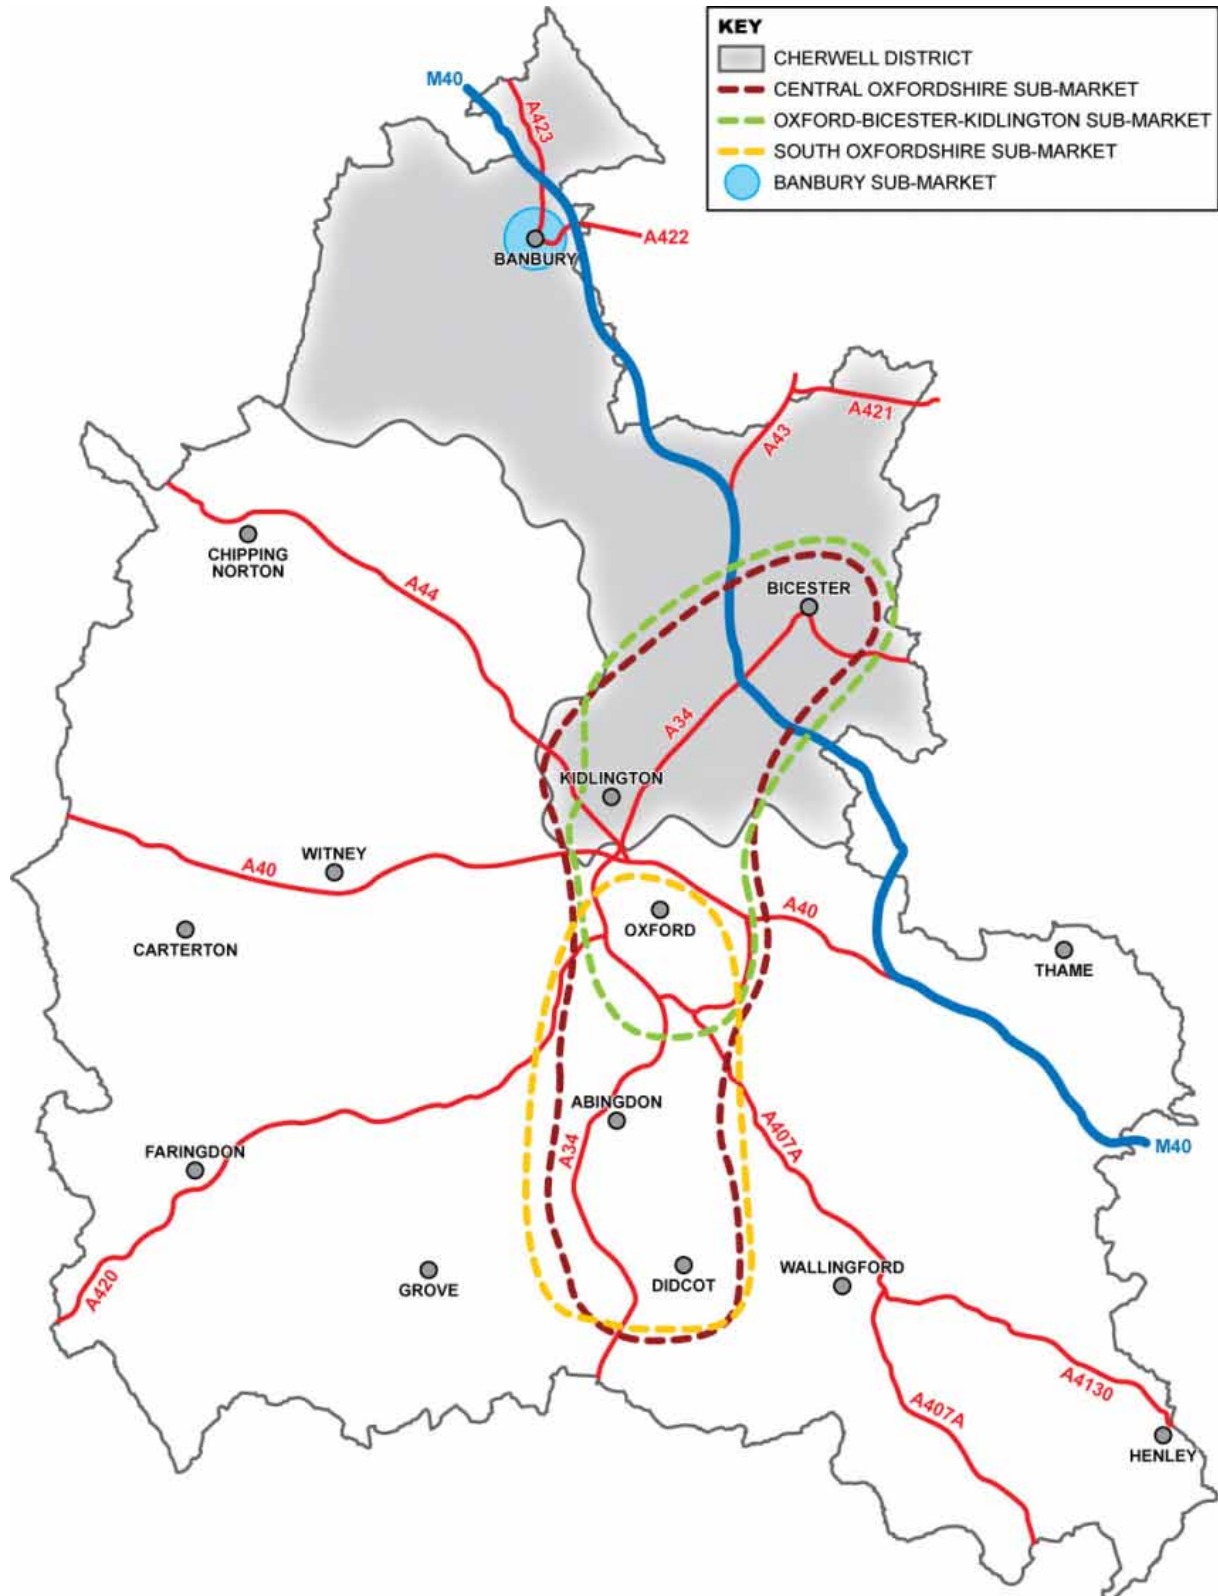 KEY
CHERWELL DISTRICT
CENTRAL OXFORDSHIRE SUB-MARKET
OXFORD-BICESTER-KIDLINGTON SUB-MARKET
SOUTH OXFORDSHIRE SUB-MARKET
BANBURY SUB-MARKET
M40
A423
A422
BANBURY
A421
A43
CHIPPING
NORTON
A44
BICESTER
A34
KIDLINGTON
WITNEY
A40
CARTERTON
OXFORD
A40
THAME
ABINGDON
A407A
M40
A34
FARINGDON
A420
GROVE
DIDCOT
WALLINGFORD
A4130
A407A
HENLEY